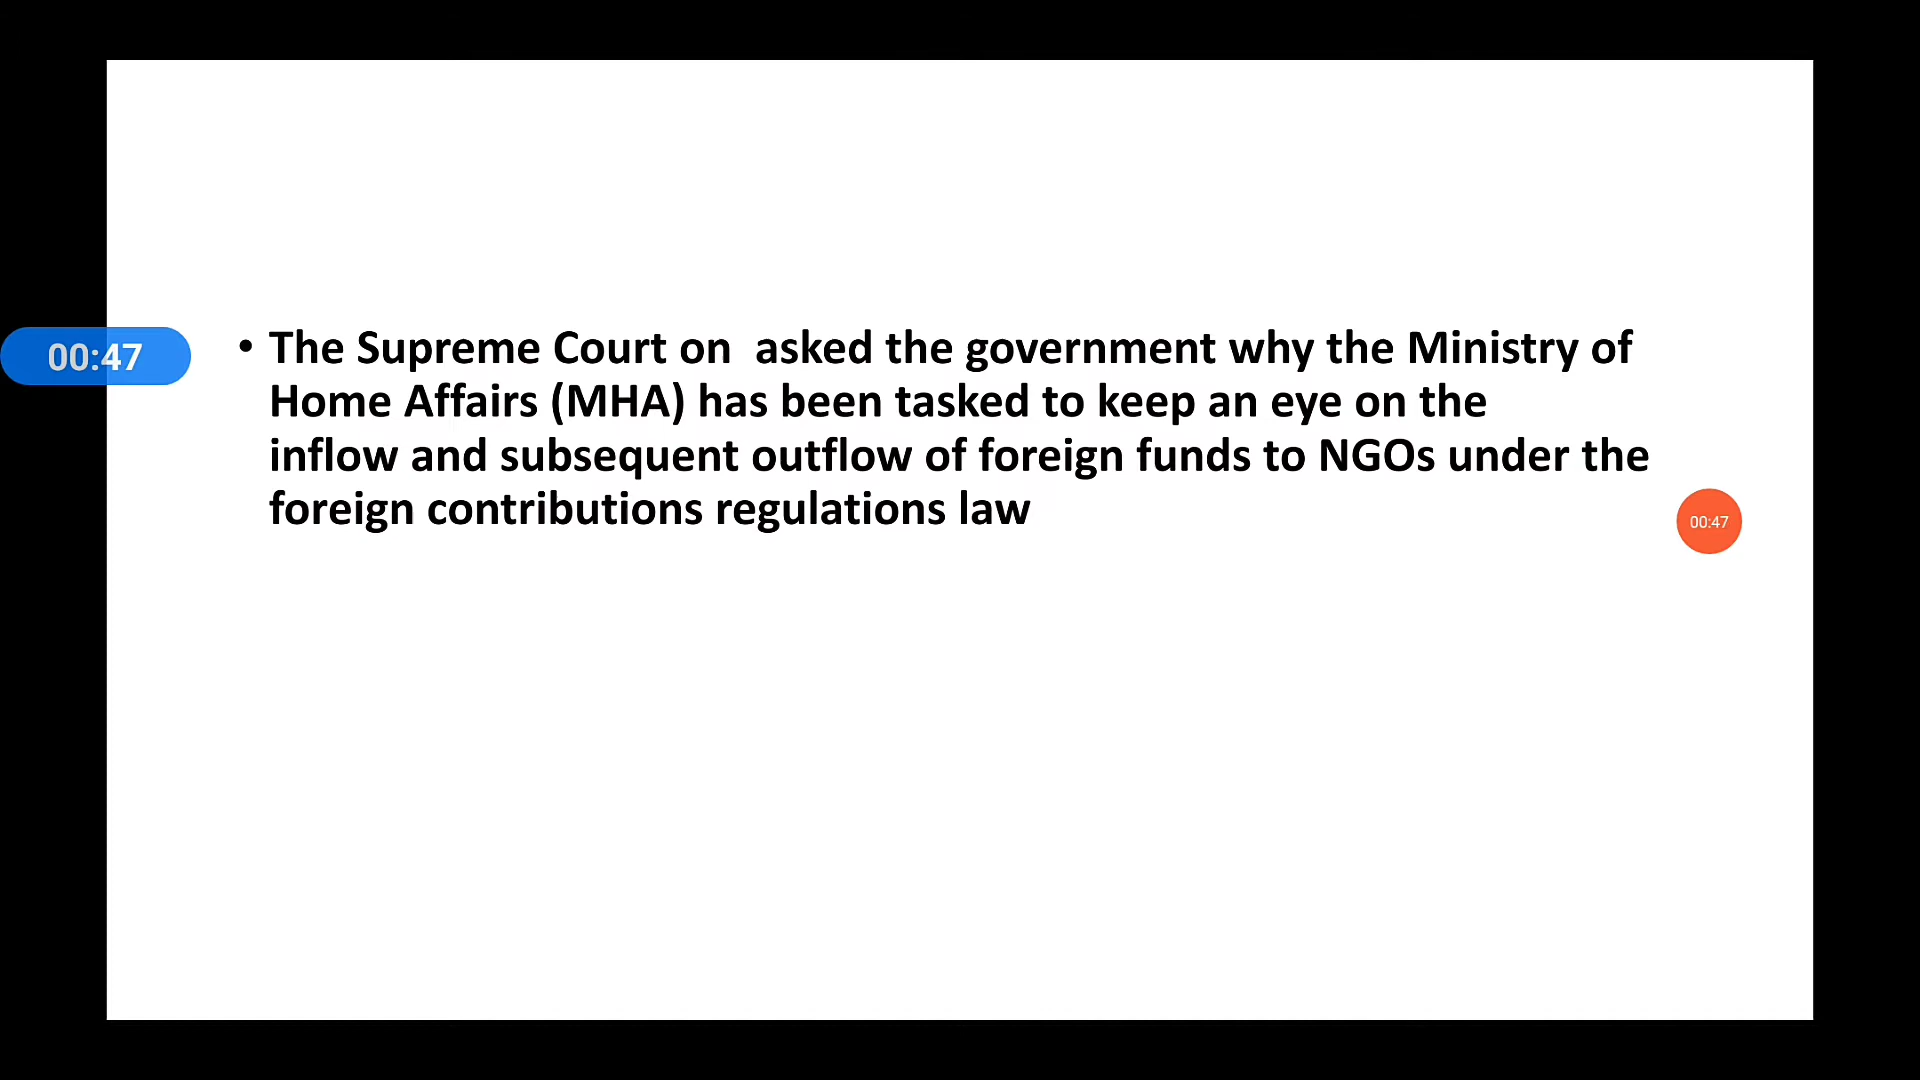 • The Supreme Court on  asked the government why the Ministry of
Home Affairs (MHA) has been tasked to keep an eye on the
inflow and subsequent outflow of foreign funds to NGOs under the
foreign contributions regulations law
00:47
00:47